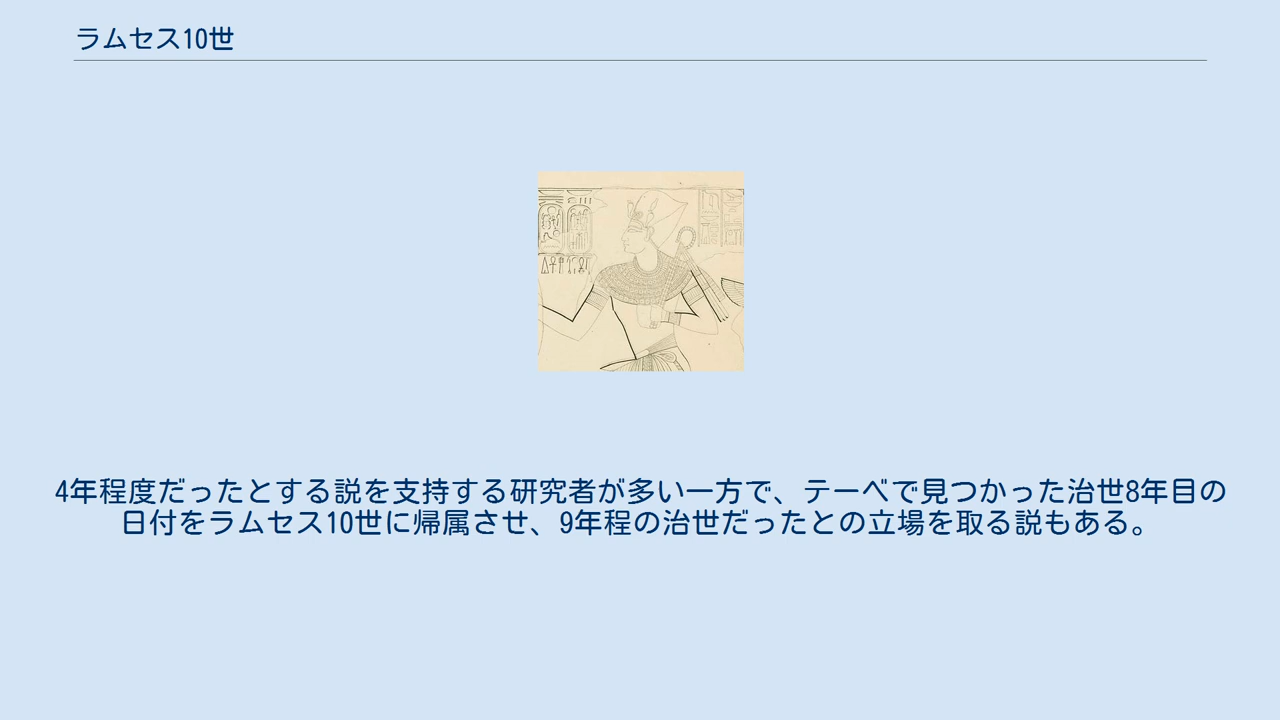 ラムセス10世
4年程度だったとする説を支持する研究者が多い一方で、テーベで見つかった治世8年目の
日付をラムセス10世に帰属させ、9年程の治世だったとの立場を取る説もある。